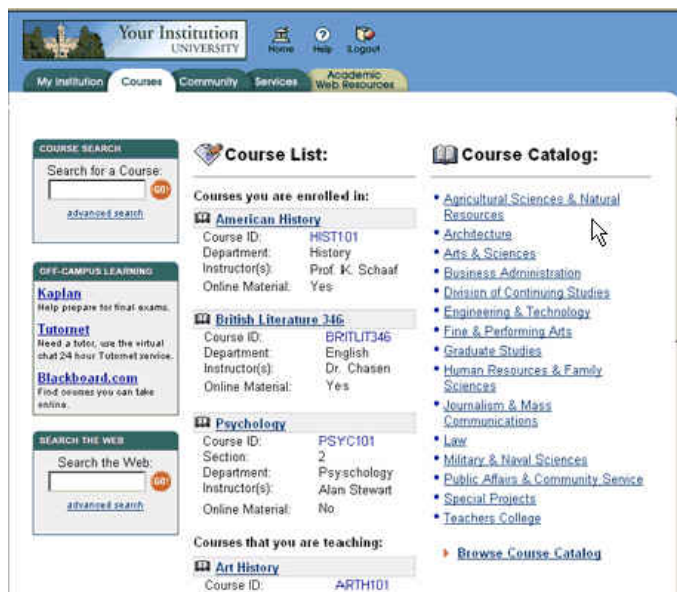 Your Institution
UNIVERSITY
Home Help Logout
My Institution Courses Community Services Academic Web Resources
COURSE SEARCH
Search for a Course:
GO!
advanced search
OFF-CAMPUS LEARNING
Kaplan
Help prepare for final exams.
Tutornet
Need a tutor, use the virtual
chat 24 hour Tutornet service.
Blackboard.com
Find courses you can take
online.
SEARCH THE WEB
Search the Web:
GO!
advanced search
Course List:
Courses you are enrolled in:
American History
Course ID: HIST101
Department: History
Instructor(s): Prof. K. Schaaf
Online Material: Yes
British Literature 346
Course ID: BRITLIT346
Department: English
Instructor(s): Dr. Chasen
Online Material: Yes
Psychology
Course ID: PSYC101
Section: 2
Department: Psyschology
Instructor(s): Alan Stewart
Online Material: No
Courses that you are teaching:
Art History
Course ID: ARTH101
Course Catalog:
Agricultural Sciences & Natural
Resources
Architecture
Arts & Sciences
Business Administration
Division of Continuing Studies
Engineering & Technology
Fine & Performing Arts
Graduate Studies
Human Resources & Family
Sciences
Journalism & Mass
Communications
Law
Military & Naval Sciences
Public Affairs & Community Service
Special Projects
Teachers College
Browse Course Catalog